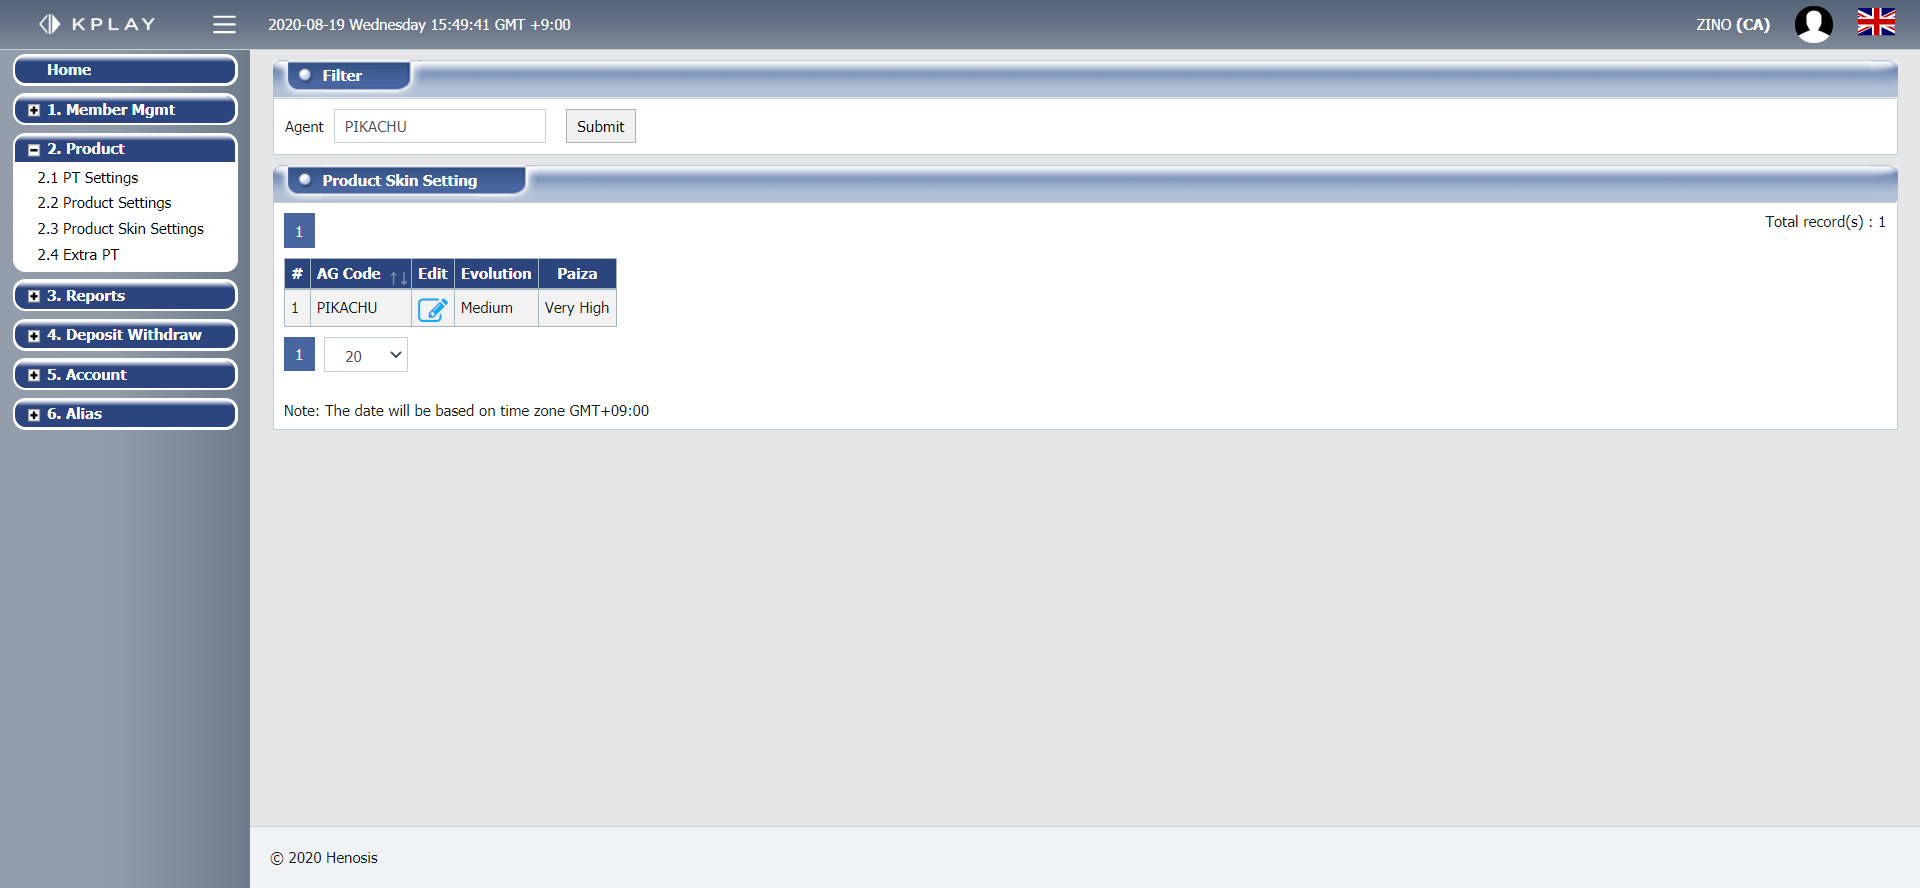 KPLAY
2020-08-19 Wednesday 15:49:41 GMT +9:00
ZINO (CA)
Home
1. Member Mgmt
2. Product
2.1 PT Settings
2.2 Product Settings
2.3 Product Skin Settings
2.4 Extra PT
3. Reports
4. Deposit Withdraw
5. Account
6. Alias
Filter
Agent PIKACHU Submit
Product Skin Setting
1
Total record(s) : 1
# AG Code Edit Evolution Paiza
1 PIKACHU Medium Very High
1 20
Note: The date will be based on time zone GMT+09:00
© 2020 Henosis